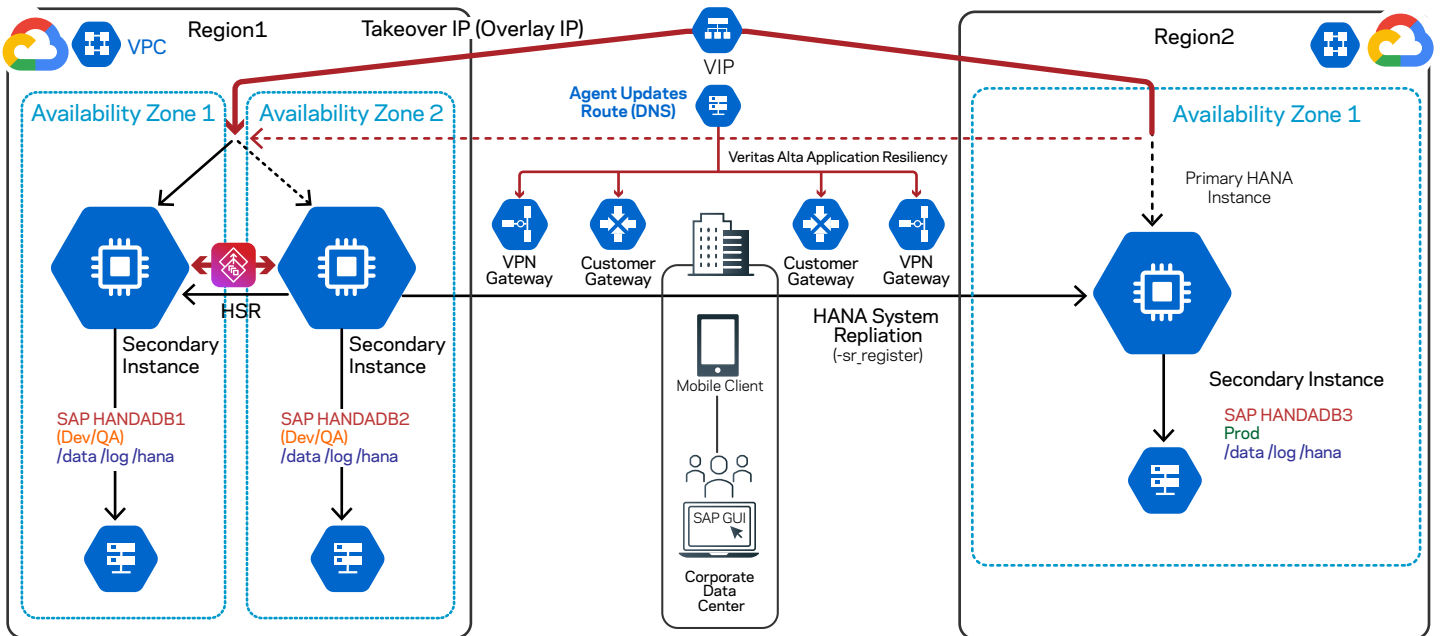 Region1
VPC
Takeover IP (Overlay IP)
VIP
Region2
Agent Updates
Route (DNS)
Availability Zone 1
Availability Zone 2
Availability Zone 1
Veritas Alta Application Resiliency
Primary HANA
Instance
VPN
Gateway
Customer
Gateway
Customer
Gateway
VPN
Gateway
HSR
HANA System
Repliation
(-sr_register)
Secondary
Instance
Secondary
Instance
Mobile Client
Secondary Instance
SAP HANDADB1
(Dev/QA)
/data /log /hana
SAP HANDADB2
(Dev/QA)
/data /log /hana
SAP HANDADB3
Prod
/data /log /hana
SAP GUI
Corporate
Data
Center